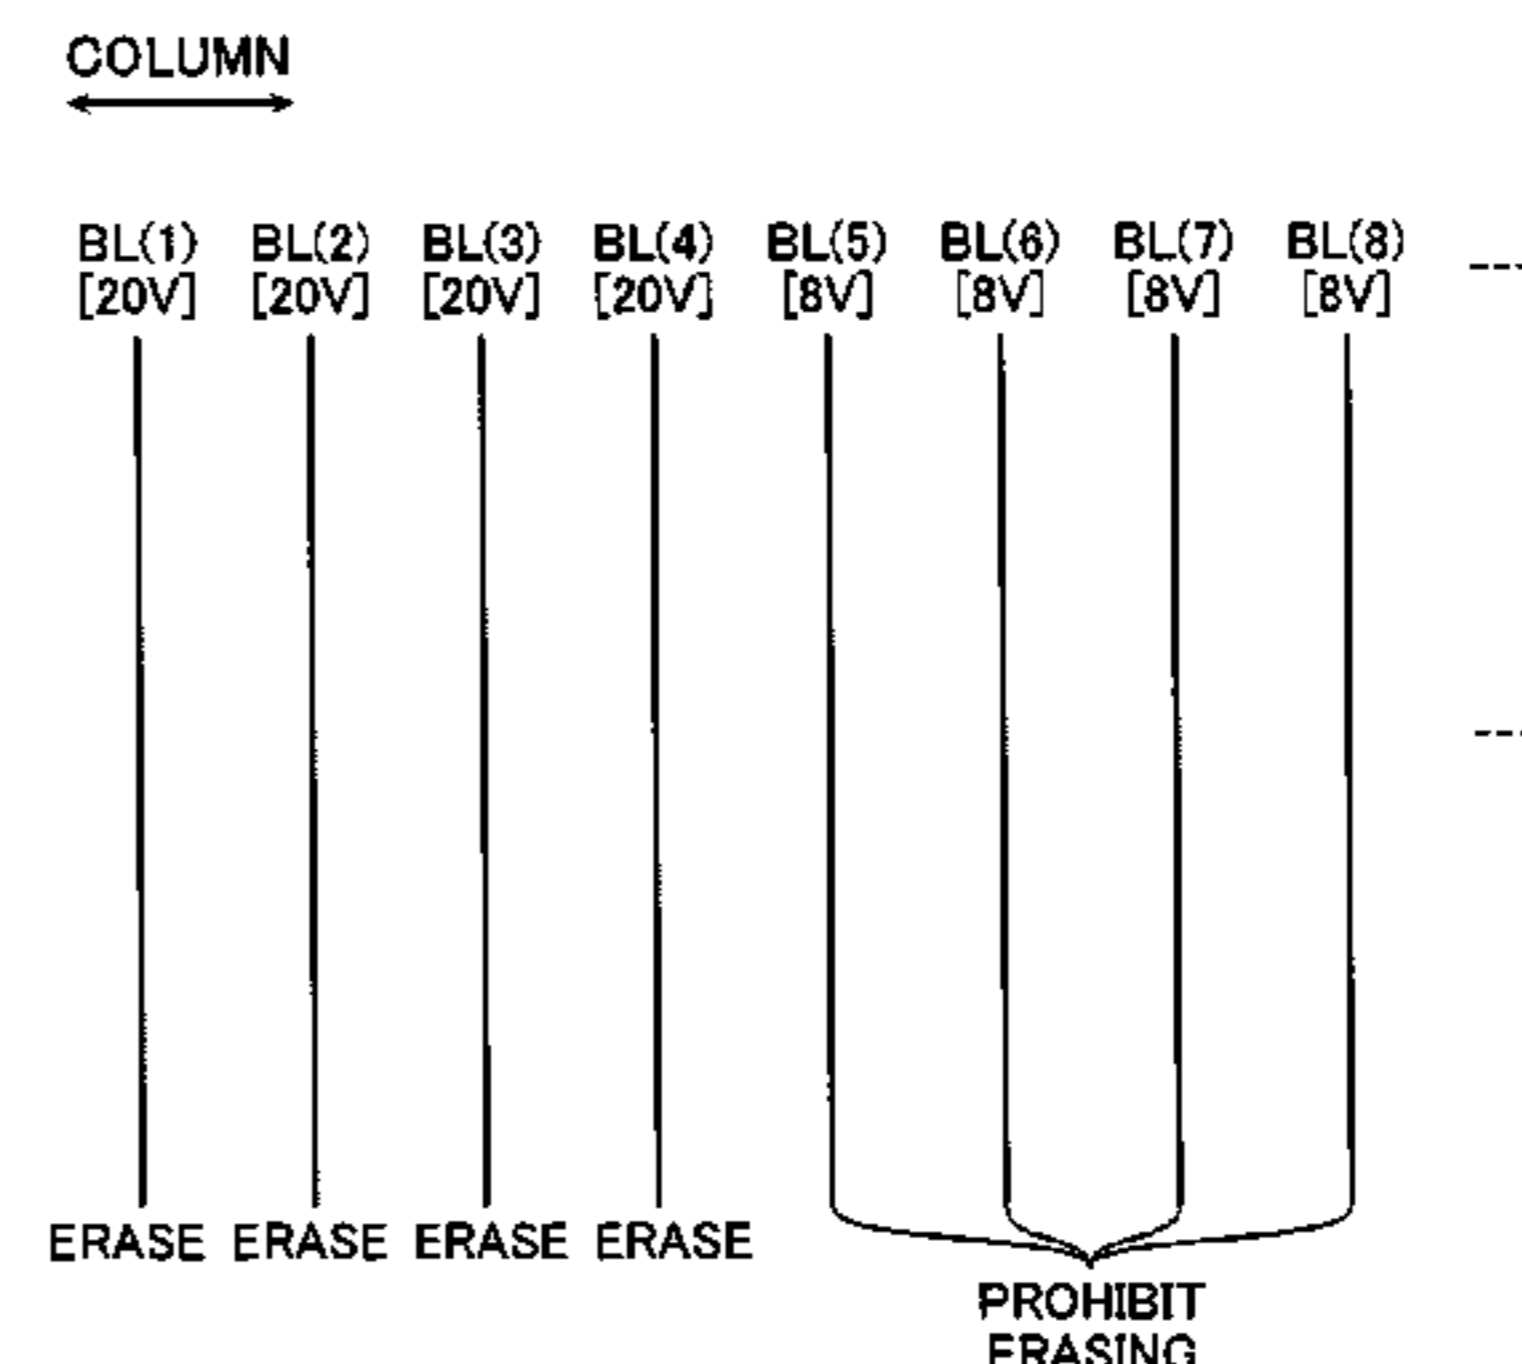 COLUMN
BL(1) BL(2) BL(3) BL(4) BL(5) BL(6) BL(7) BL(8)
[20V] [20V] [20V] [20V] [8V] [8V] [8V] [8V]
ERASE ERASE ERASE ERASE
PROHIBIT
ERASING